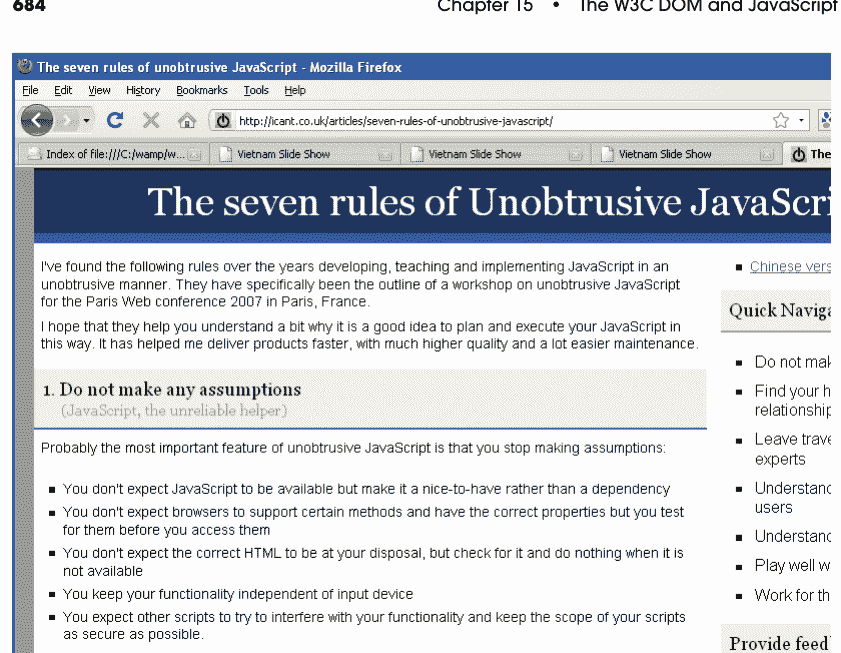 684
Chapter 15 • The W3C DOM and JavaScript
The seven rules of unobtrusive JavaScript - Mozilla Firefox
File Edit View History Bookmarks Tools Help
http://icant.co.uk/articles/seven-rules-of-unobtrusive-javascript/
Index of file:///C:/wamp/w... Vietnam Slide Show Vietnam Slide Show Vietnam Slide Show The
The seven rules of Unobtrusive JavaScri
I've found the following rules over the years developing, teaching and implementing JavaScript in an
unobtrusive manner. They have specifically been the outline of a workshop on unobtrusive JavaScript
for the Paris Web conference 2007 in Paris, France.
I hope that they help you understand a bit why it is a good idea to plan and execute your JavaScript in
this way. It has helped me deliver products faster, with much higher quality and a lot easier maintenance.
1. Do not make any assumptions
(JavaScript, the unreliable helper)
Probably the most important feature of unobtrusive JavaScript is that you stop making assumptions:
▪ You don't expect JavaScript to be available but make it a nice-to-have rather than a dependency
▪ You don't expect browsers to support certain methods and have the correct properties but you test
for them before you access them
▪ You don't expect the correct HTML to be at your disposal, but check for it and do nothing when it is
not available
▪ You keep your functionality independent of input device
▪ You expect other scripts to try to interfere with your functionality and keep the scope of your scripts
as secure as possible.
▪ Chinese vers
Quick Naviga
▪ Do not mak
▪ Find your h
relationship
▪ Leave trave
experts
▪ Understand
users
▪ Understand
▪ Play well w
▪ Work for th
Provide feed